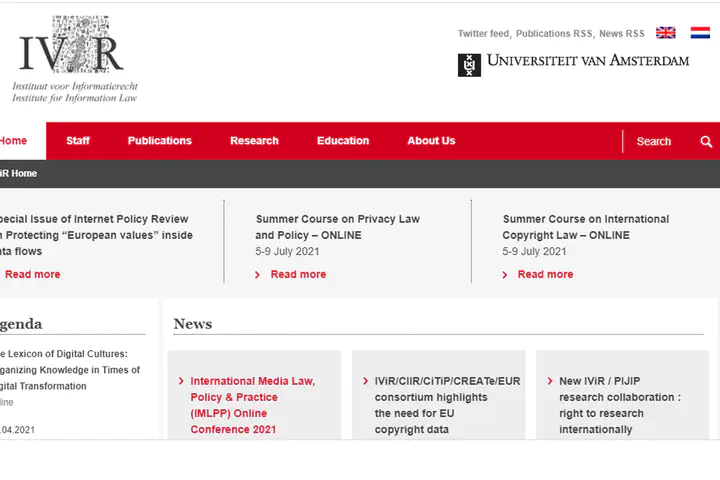 Twitter feed, Publications RSS, News RSS
IViR
UNIVERSITEIT VAN AMSTERDAM
Instituut voor Informatierecht
Institute for Information Law
Home Staff Publications Research Education About Us Search
iR Home
pecial Issue of Internet Policy Review
n Protecting “European values” inside
ata flows
Read more
Summer Course on Privacy Law
and Policy – ONLINE
5-9 July 2021
Read more
Summer Course on International
Copyright Law – ONLINE
5-9 July 2021
Read more
genda
e Lexicon of Digital Cultures:
rganizing Knowledge in Times of
igital Transformation
line
.04.2021
News
International Media Law,
Policy & Practice
(IMLPP) Online
Conference 2021
IViR/CIIR/CiTiP/CREATe/EUR
consortium highlights
the need for EU
copyright data
New IViR / PIJIP
research collaboration :
right to research
internationally